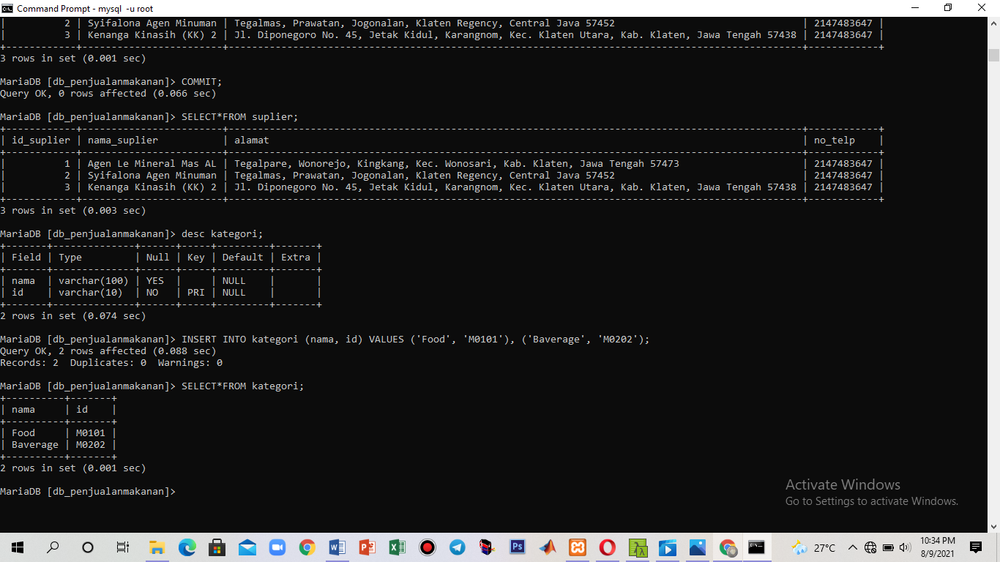 Command Prompt - mysql -u root
| 2 | Syifalona Agen Minuman | Tegalmas, Prawatan, Jogonalan, Klaten Regency, Central Java 57452 | 2147483647 |
| 3 | Kenanga Kinasih (KK) 2 | Jl. Diponegoro No. 45, Jetak Kidul, Karangnom, Kec. Klaten Utara, Kab. Klaten, Jawa Tengah 57438 | 2147483647 |
3 rows in set (0.001 sec)
MariaDB [db_penjualanmakanan]> COMMIT;
Query OK, 0 rows affected (0.066 sec)
MariaDB [db_penjualanmakanan]> SELECT*FROM suplier;
| id_suplier | nama_suplier | alamat | no_telp |
| 1 | Agen Le Mineral Mas AL | Tegalpare, Wonorejo, Kingkang, Kec. Wonosari, Kab. Klaten, Jawa Tengah 57473 | 2147483647 |
| 2 | Syifalona Agen Minuman | Tegalmas, Prawatan, Jogonalan, Klaten Regency, Central Java 57452 | 2147483647 |
| 3 | Kenanga Kinasih (KK) 2 | Jl. Diponegoro No. 45, Jetak Kidul, Karangnom, Kec. Klaten Utara, Kab. Klaten, Jawa Tengah 57438 | 2147483647 |
3 rows in set (0.003 sec)
MariaDB [db_penjualanmakanan]> desc kategori;
| Field | Type | Null | Key | Default | Extra |
| nama | varchar(100) | YES | | NULL | |
| id | varchar(10) | NO | PRI | NULL | |
2 rows in set (0.074 sec)
MariaDB [db_penjualanmakanan]> INSERT INTO kategori (nama, id) VALUES ('Food', 'M0101'), ('Baverage', 'M0202');
Query OK, 2 rows affected (0.088 sec)
Records: 2 Duplicates: 0 Warnings: 0
MariaDB [db_penjualanmakanan]> SELECT*FROM kategori;
| nama | id |
| Food | M0101 |
| Baverage | M0202 |
2 rows in set (0.001 sec)
MariaDB [db_penjualanmakanan]>
Activate Windows
Go to Settings to activate Windows.
27°C
10:34 PM
8/9/2021